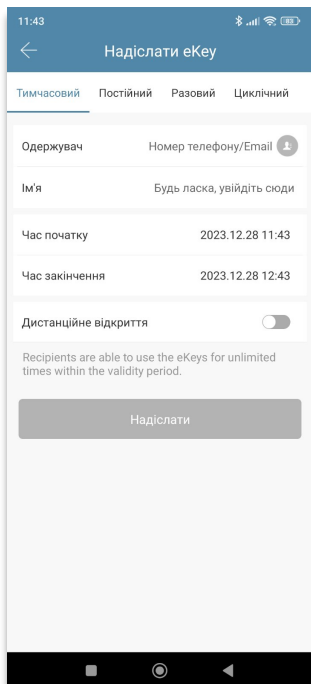 11:43
83
Надіслати eKey
Тимчасовий Постійний Разовий Циклічний
Одержувач Номер телефону/Email
Ім'я Будь ласка, увійдіть сюди
Час початку 2023.12.28 11:43
Час закінчення 2023.12.28 12:43
Дистанційне відкриття
Recipients are able to use the eKeys for unlimited
times within the validity period.
Надіслати